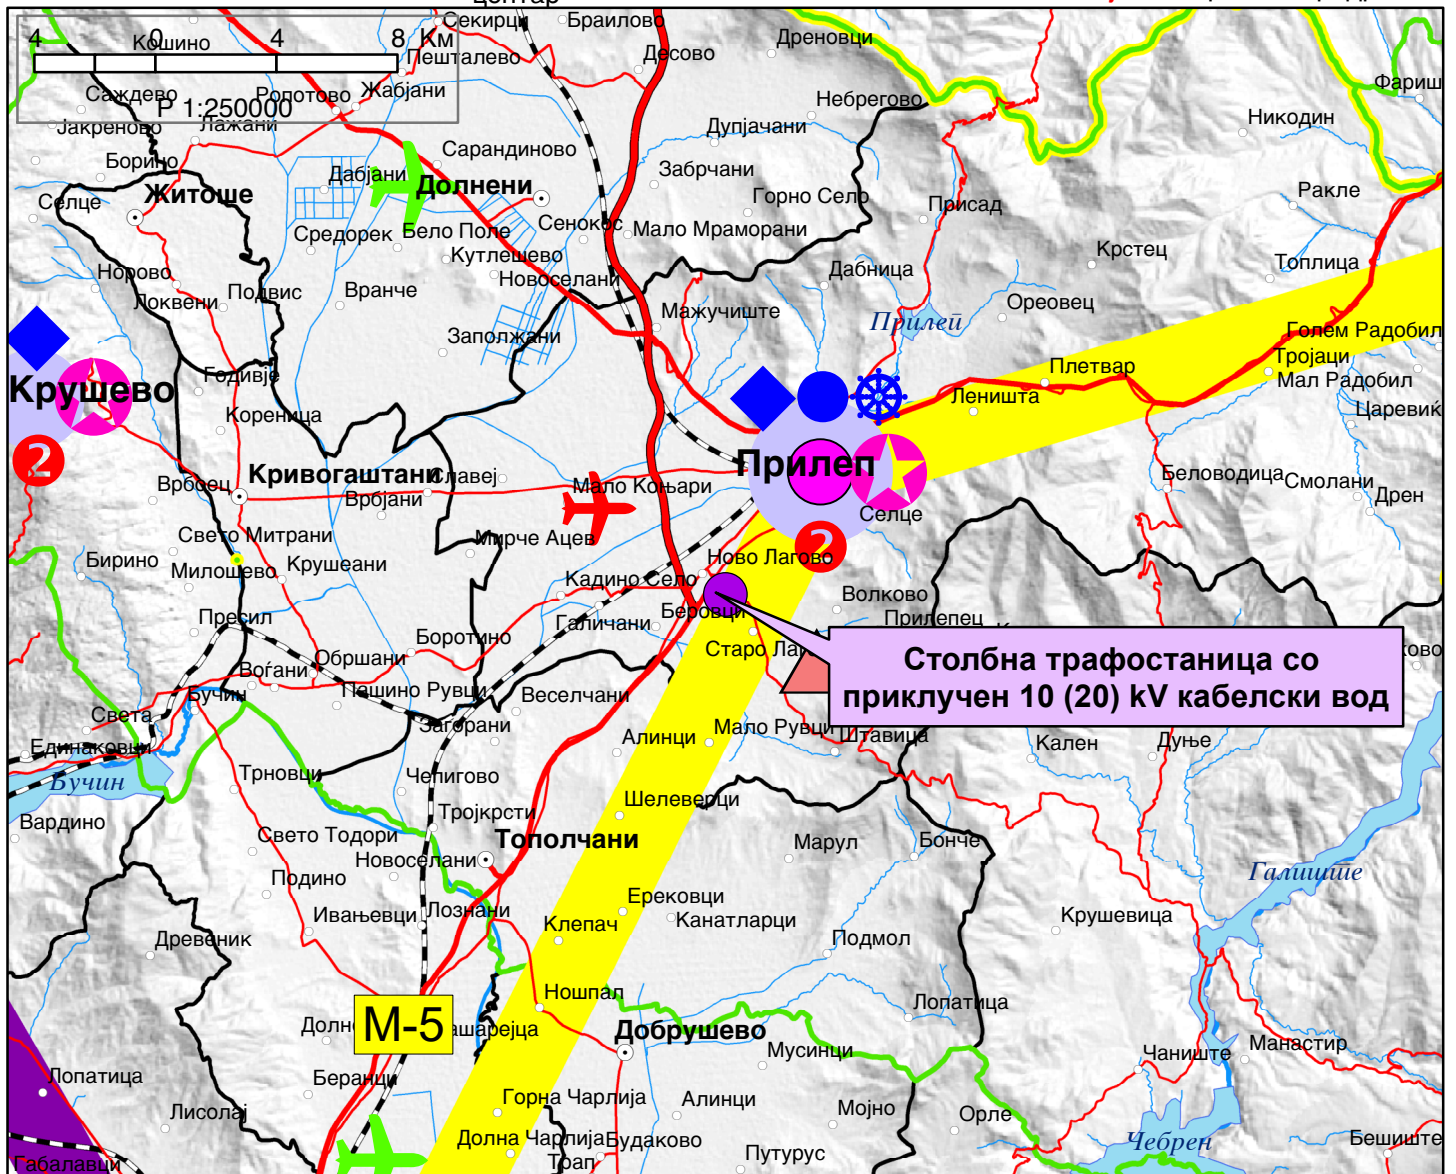 центар
Секирци
Браилово
4 0 4 8 Км
Кошино
Пешталево
Десово
Дреновци
Фариш
Саждево
Ропотово
Жабјани
Р 1:250000
Небрегово
Никодин
Јакреново
Лажани
Дупјачани
Борино
Сарандиново
Забрчани
Дабјани
Долнени
Житоше
Горно Село
Ракле
Селце
Присад
Средорек
Бело Поле
Сенокос
Мало Мраморани
Крстец
Кутлешево
Норово
Новоселани
Дабница
Топлица
Локвени
Подвис
Вранче
Мажучиште
Ореовец
Прилеп
Заполжани
Голем Радобил
Тројаци
Плетвар
Мал Радобил
Годивје
Крушево
Леништа
Кореница
Царевиќ
2
Прилеп
Кривогаштани
Славеј
Врбоец
Врбјани
Мало Коњари
Беловодица
Смолани
Дрен
Селце
Свето Митрани
Мирче Ацев
2
Бирино
Милошево
Крушеани
Ново Лагово
Кадино Село
Волково
Пресил
Галичани
Беровци
Прилепец
Боротино
Обршани
Воѓани
Столбна трафостаница со
приклучен 10 (20) kV кабелски вод
Бучин
Пашино Рувци
Веселчани
Света
Загорани
Мало Рувци
Штавица
Единаковци
Алинци
Кален
Дуње
Бучин
Трновци
Чепигово
Шелеверци
Вардино
Тројкрсти
Свето Тодори
Тополчани
Марул
Бонче
Новоселани
Галиште
Подино
Ивањевци
Лознани
Ерековци
Клепач
Канатларци
Крушевица
Древеник
Подмол
Ношпал
Лопатица
М-5
Добрушево
Мусинци
Чаниште
Манастир
Лопатица
Беранци
Горна Чарлија
Алинци
Лисолај
Мојно
Орле
Долна Чарлија
Будаково
Чебрен
Бешиште
Габалавци
Трап
Путурус